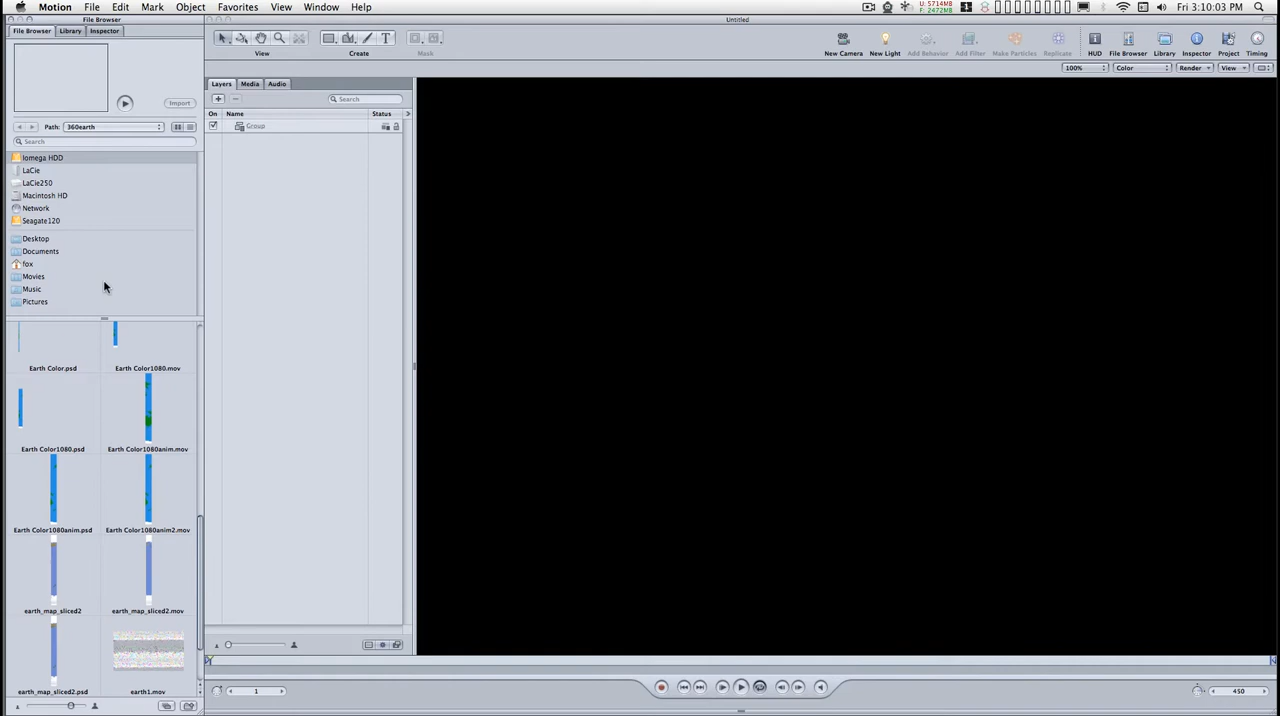 Motion File Edit Mark Object Favorites View Window Help
U: 5714MB
F: 2472MB
1
Fri 3:10:03 PM
File Browser
Untitled
File Browser Library Inspector
View
Create
Mask
New Camera New Light Add Behavior Add Filter Make Particles Replicate HUD File Browser Library Inspector Project Timing
100% Color Render View
Import
Layers Media Audio
Search
Path: 360earth
On Name Status
Search
Group
Iomega HDD
LaCie
LaCie250
Macintosh HD
Network
Seagate120
Desktop
Documents
fox
Movies
Music
Pictures
Earth Color.psd Earth Color1080.mov
Earth Color1080.psd Earth Color1080anim.mov
Earth Color1080anim.psd Earth Color1080anim2.mov
earth_map_sliced2 earth_map_sliced2.mov
earth_map_sliced2.psd earth1.mov
1
450